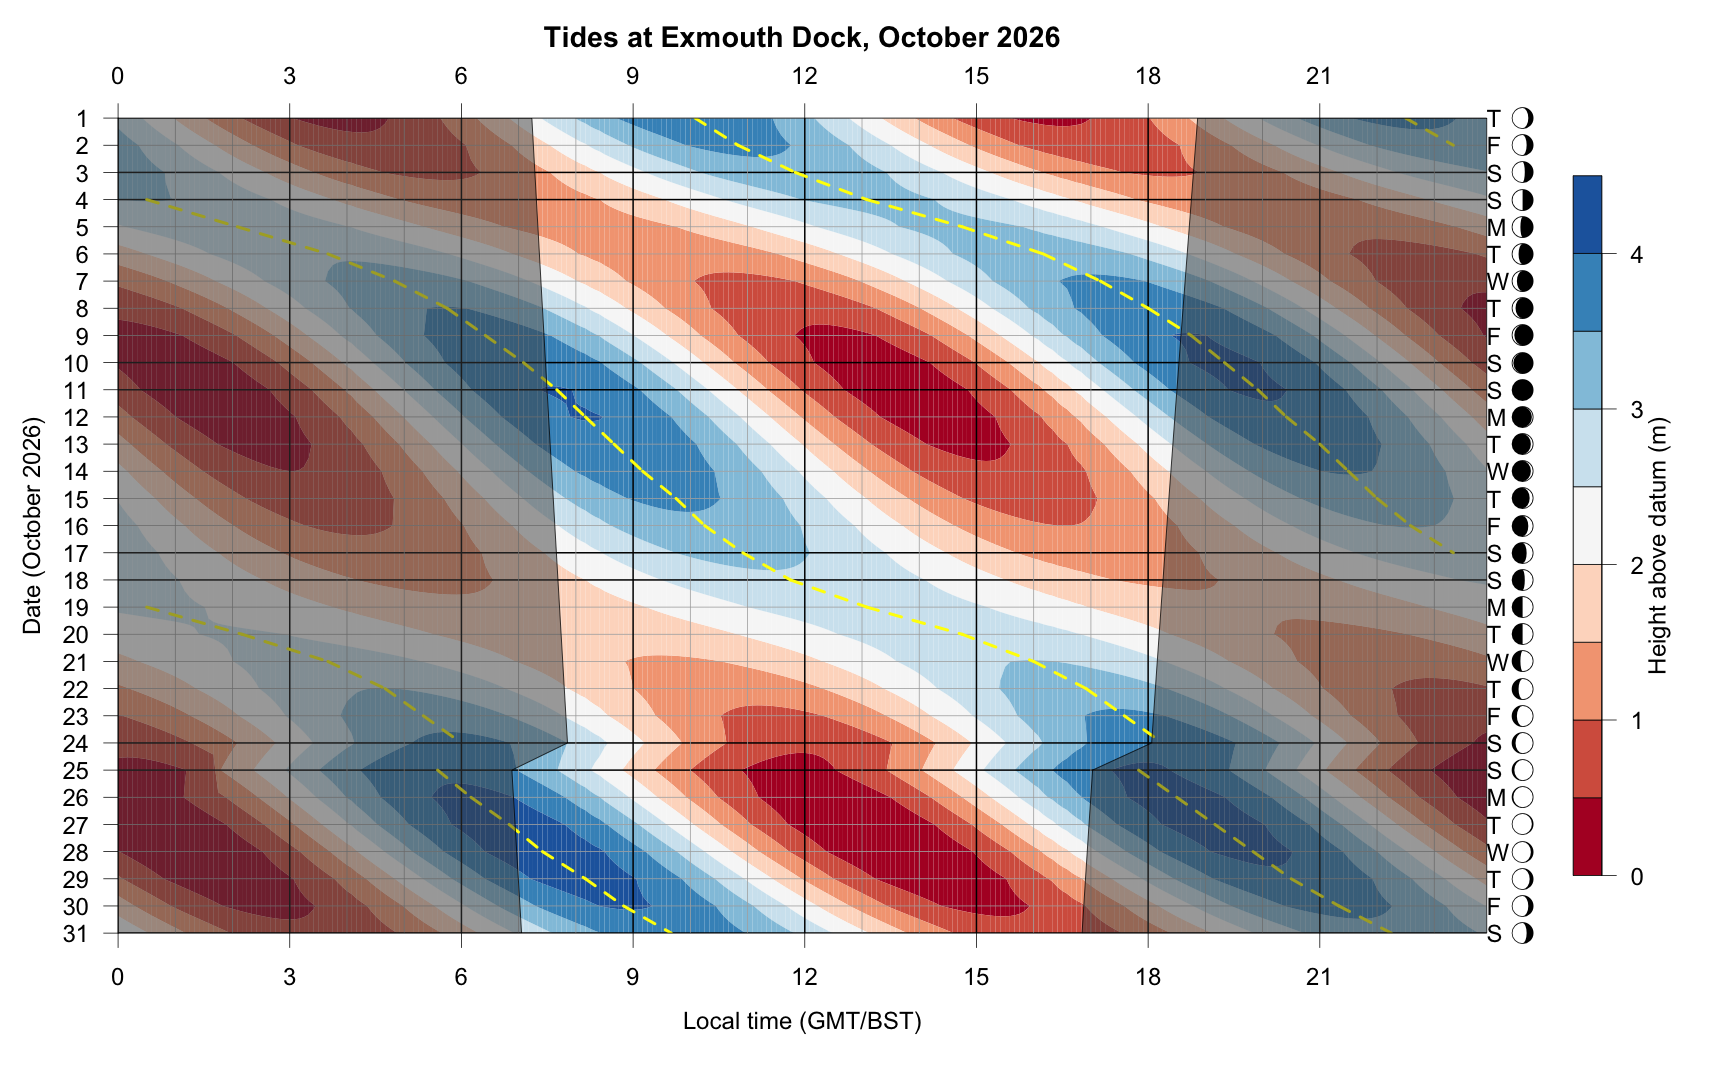 Tides at Exmouth Dock, October 2026
0 3 6 9 12 15 18 21
1 T
2 F
3 S
4 S
5 M
6 T
7 W
8 T
9 F
10 S
11 S
12 M
13 T
14 W
15 T
16 F
17 S
18 S
19 M
20 T
21 W
22 T
23 F
24 S
25 S
26 M
27 T
28 W
29 T
30 F
31 S
0 3 6 9 12 15 18 21
Local time (GMT/BST)
Date (October 2026)
4
3
2
1
0
Height above datum (m)